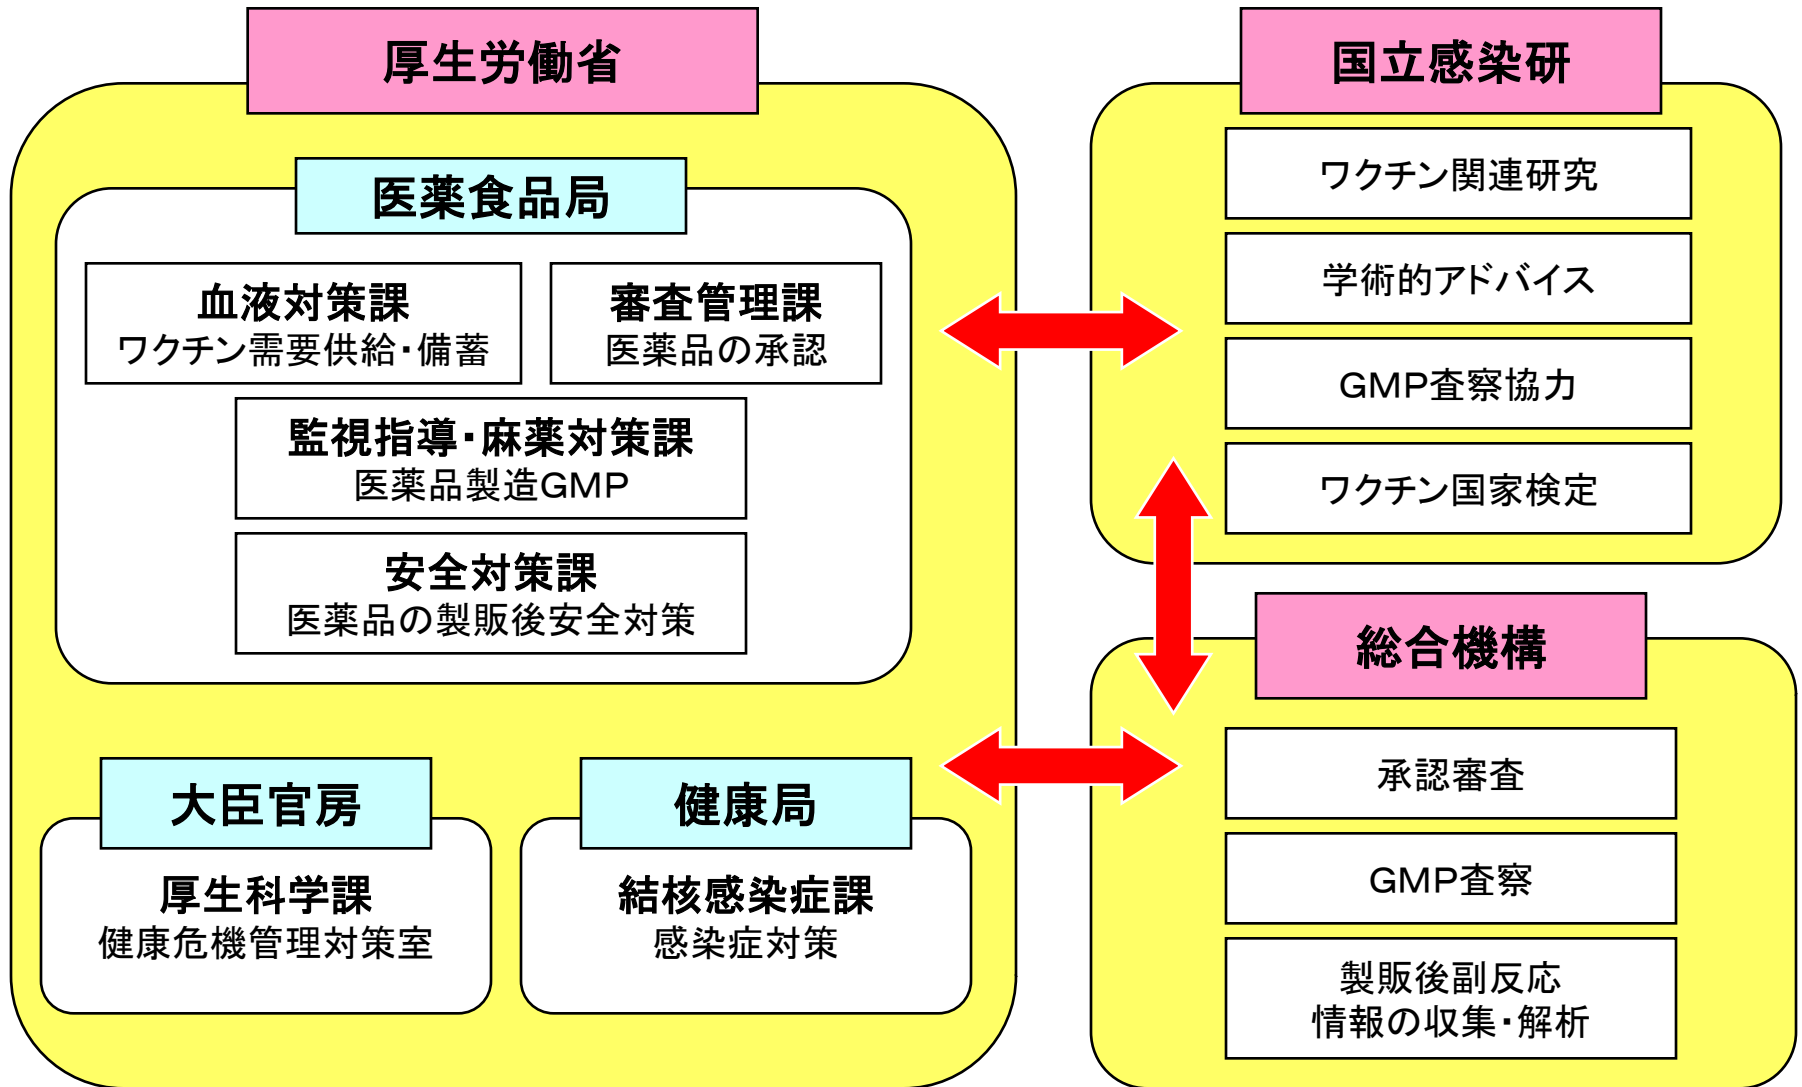 厚生労働省
医薬食品局
血液対策課
ワクチン需要供給・備蓄
審査管理課
医薬品の承認
監視指導・麻薬対策課
医薬品製造GMP
安全対策課
医薬品の製販後安全対策
大臣官房
厚生科学課
健康危機管理対策室
健康局
結核感染症課
感染症対策
国立感染研
ワクチン関連研究
学術的アドバイス
GMP査察協力
ワクチン国家検定
総合機構
承認審査
GMP査察
製販後副反応
情報の収集・解析